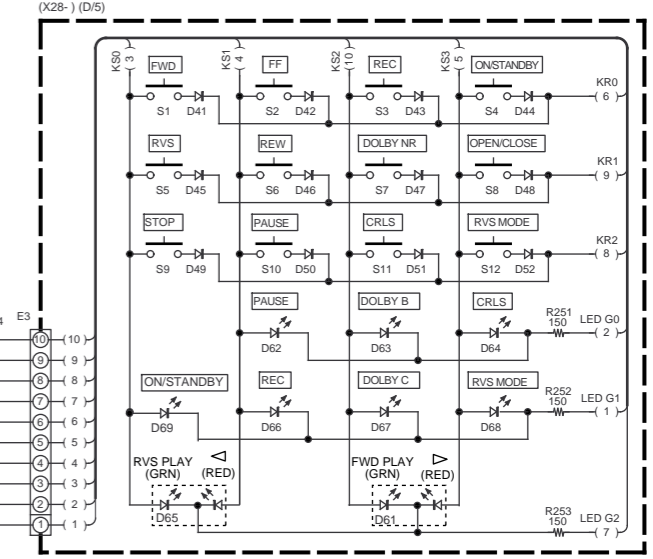 (X28- ) (D/5)
KS0 ( 3 )
KS1 ( 4 )
KS2 (10)
KS3 ( 5 )
FWD FF REC ON/STANDBY
KR0
( 6 )
S1 D41 S2 D42 S3 D43 S4 D44
RVS REW DOLBY NR OPEN/CLOSE
KR1
( 9 )
S5 D45 S6 D46 S7 D47 S8 D48
STOP PAUSE CRLS RVS MODE
KR2
( 8 )
S9 D49 S10 D50 S11 D51 S12 D52
PAUSE DOLBY B CRLS
R251
150 LED G0
( 2 )
D62 D63 D64
4 E3
10 (10)
9 ( 9 )
8 ( 8 )
7 ( 7 )
6 ( 6 )
5 ( 5 )
4 ( 4 )
3 ( 3 )
2 ( 2 )
1 ( 1 )
ON/STANDBY REC DOLBY C RVS MODE
R252
150 LED G1
( 1 )
D69 D66 D67 D68
RVS PLAY
(GRN) (RED)
D65
FWD PLAY
(GRN) (RED)
D61
R253
150 LED G2
( 7 )